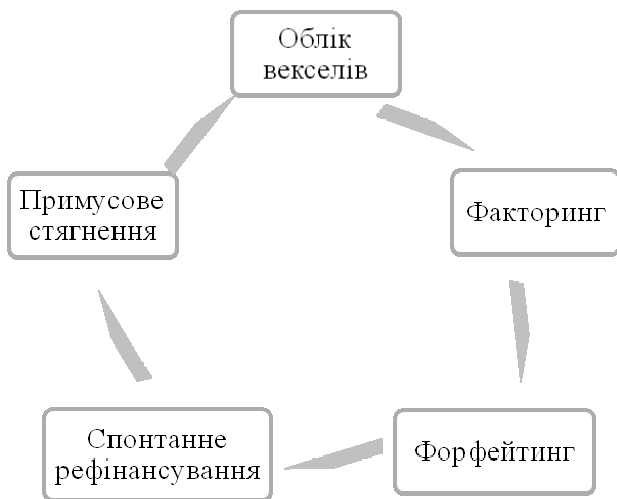 Облік
векселів
Факторинг
Форфейтинг
Спонтанне
рефінансування
Примусове
стягнення